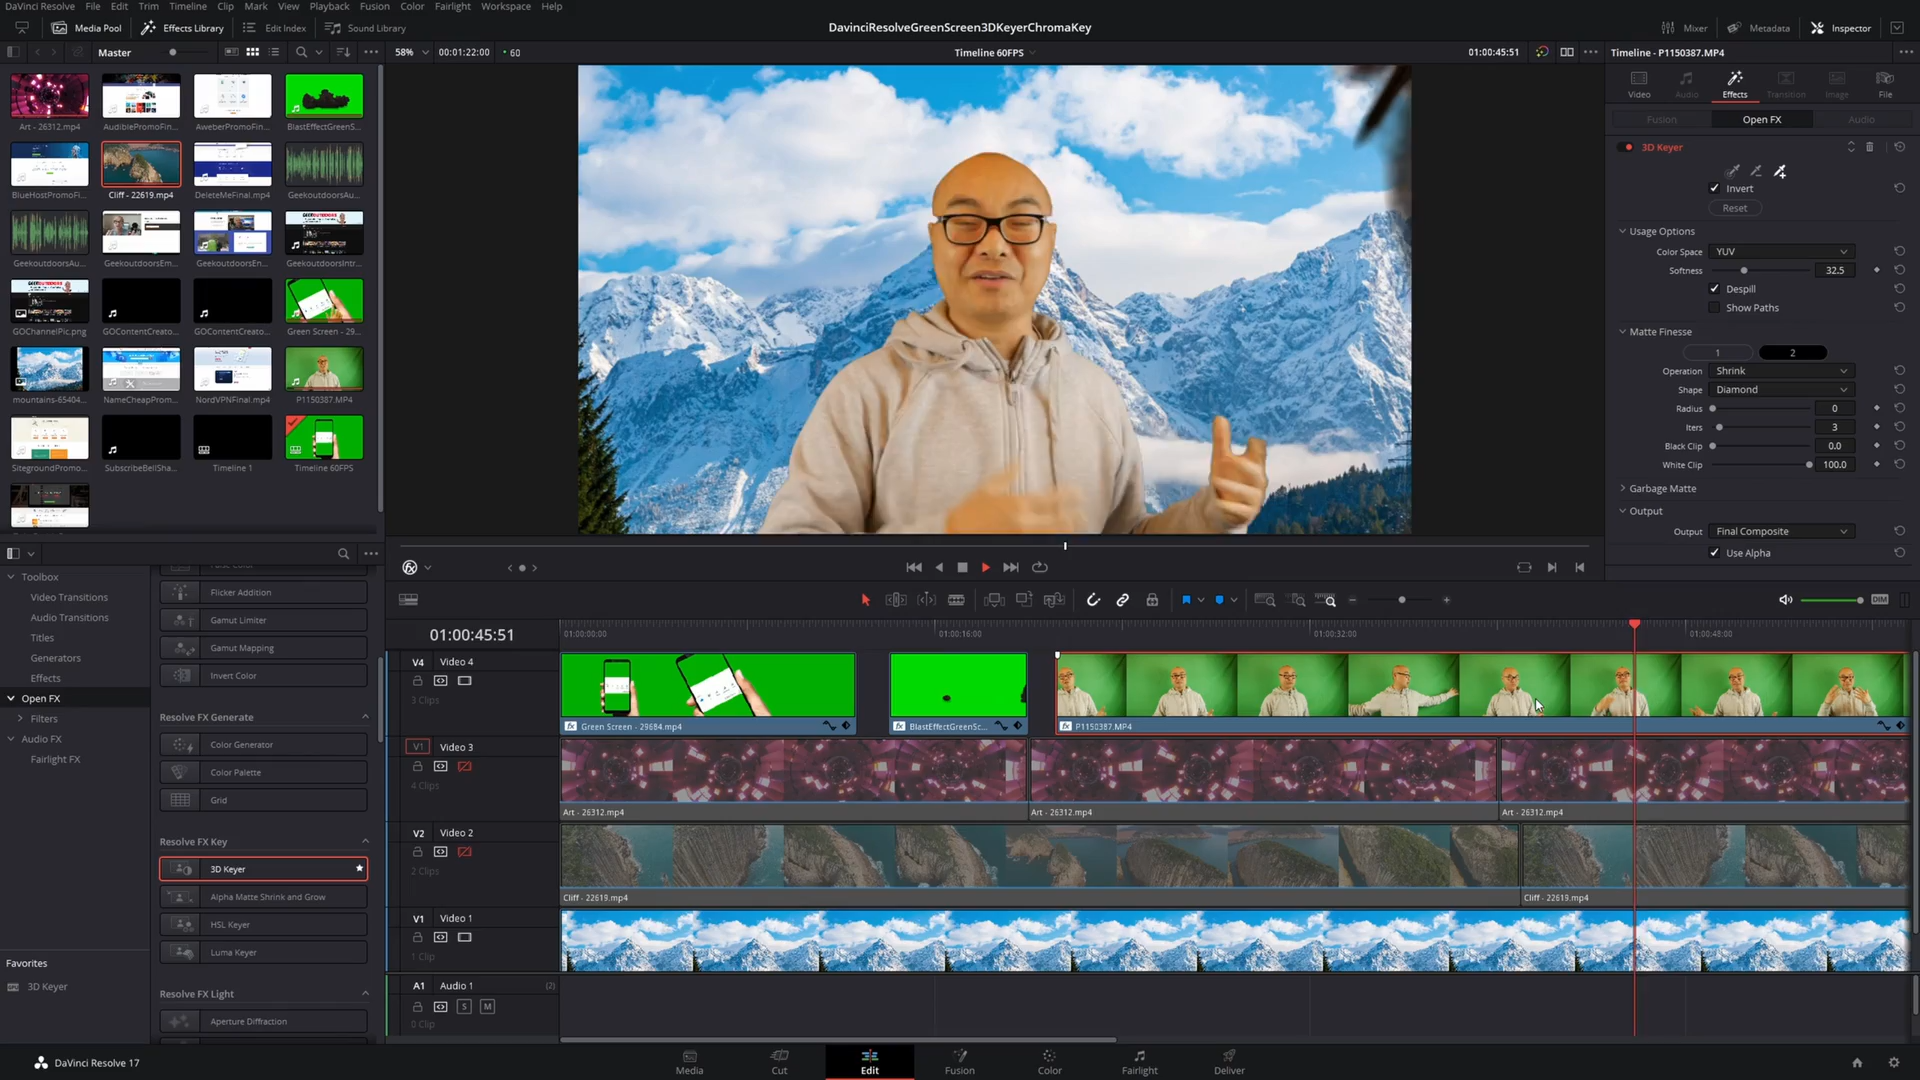 DaVinci Resolve File Edit Trim Timeline Clip Mark View Playback Fusion Color Fairlight Workspace Help
Media Pool Effects Library Edit Index Sound Library
DavinciResolveGreenScreen3DKeyerChromaKey
Mixer Metadata Inspector
Master
58% 00:01:22:00 60
Timeline 60FPS
01:00:45:51
Timeline - P1150387.MP4
Video Audio Effects Transition Image File
Fusion Open FX Audio
3D Keyer
Invert
Reset
Usage Options
Color Space YUV
Softness 32.5
Despill
Show Paths
Matte Finesse
1 2
Operation Shrink
Shape Diamond
Radius 0
Iters 3
Black Clip 0.0
White Clip 100.0
Garbage Matte
Output
Output Final Composite
Use Alpha
Art - 26312.mp4 AudiblePromoFin... AweberPromoFin... BlastEffectGreenS...
BlueHostPromoFi... Cliff - 22619.mp4 DeleteMeFinal.mp4 GeekoutdoorsAu...
GeekoutdoorsAu... GeekoutdoorsEm... GeekoutdoorsEn... GeekoutdoorsIntr...
GOChannelPic.png GOContentCreato... GOContentCreato... Green Screen - 29...
mountains-65404... NameCheapProm... NordVPNFinal.mp4 P1150387.MP4
SitegroundPromo... SubscribeBellSha... Timeline 1 Timeline 60FPS
Toolbox
Video Transitions
Audio Transitions
Titles
Generators
Effects
Open FX
Filters
Audio FX
Fairlight FX
Favorites
3D Keyer
Flicker Addition
Gamut Limiter
Gamut Mapping
Invert Color
Resolve FX Generate
Color Generator
Color Palette
Grid
Resolve FX Key
3D Keyer
Alpha Matte Shrink and Grow
HSL Keyer
Luma Keyer
Resolve FX Light
Aperture Diffraction
DIM
01:00:45:51
01:00:00:00 01:00:16:00 01:00:32:00 01:00:48:00
V4 Video 4
3 Clips
Green Screen - 29684.mp4 BlastEffectGreenSc... P1150387.MP4
V1 Video 3
4 Clips
Art - 26312.mp4 Art - 26312.mp4 Art - 26312.mp4
V2 Video 2
2 Clips
Cliff - 22619.mp4 Cliff - 22619.mp4
V1 Video 1
1 Clip
A1 Audio 1 (2)
S M
0 Clip
DaVinci Resolve 17
Media Cut Edit Fusion Color Fairlight Deliver